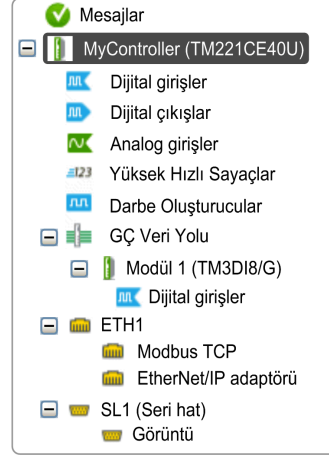 Mesajlar
MyController (TM221CE40U)
Dijital girişler
Dijital çıkışlar
Analog girişler
123 Yüksek Hızlı Sayaçlar
Darbe Oluşturucular
GÇ Veri Yolu
Modül 1 (TM3DI8/G)
Dijital girişler
ETH1
Modbus TCP
EtherNet/IP adaptörü
SL1 (Seri hat)
Görüntü